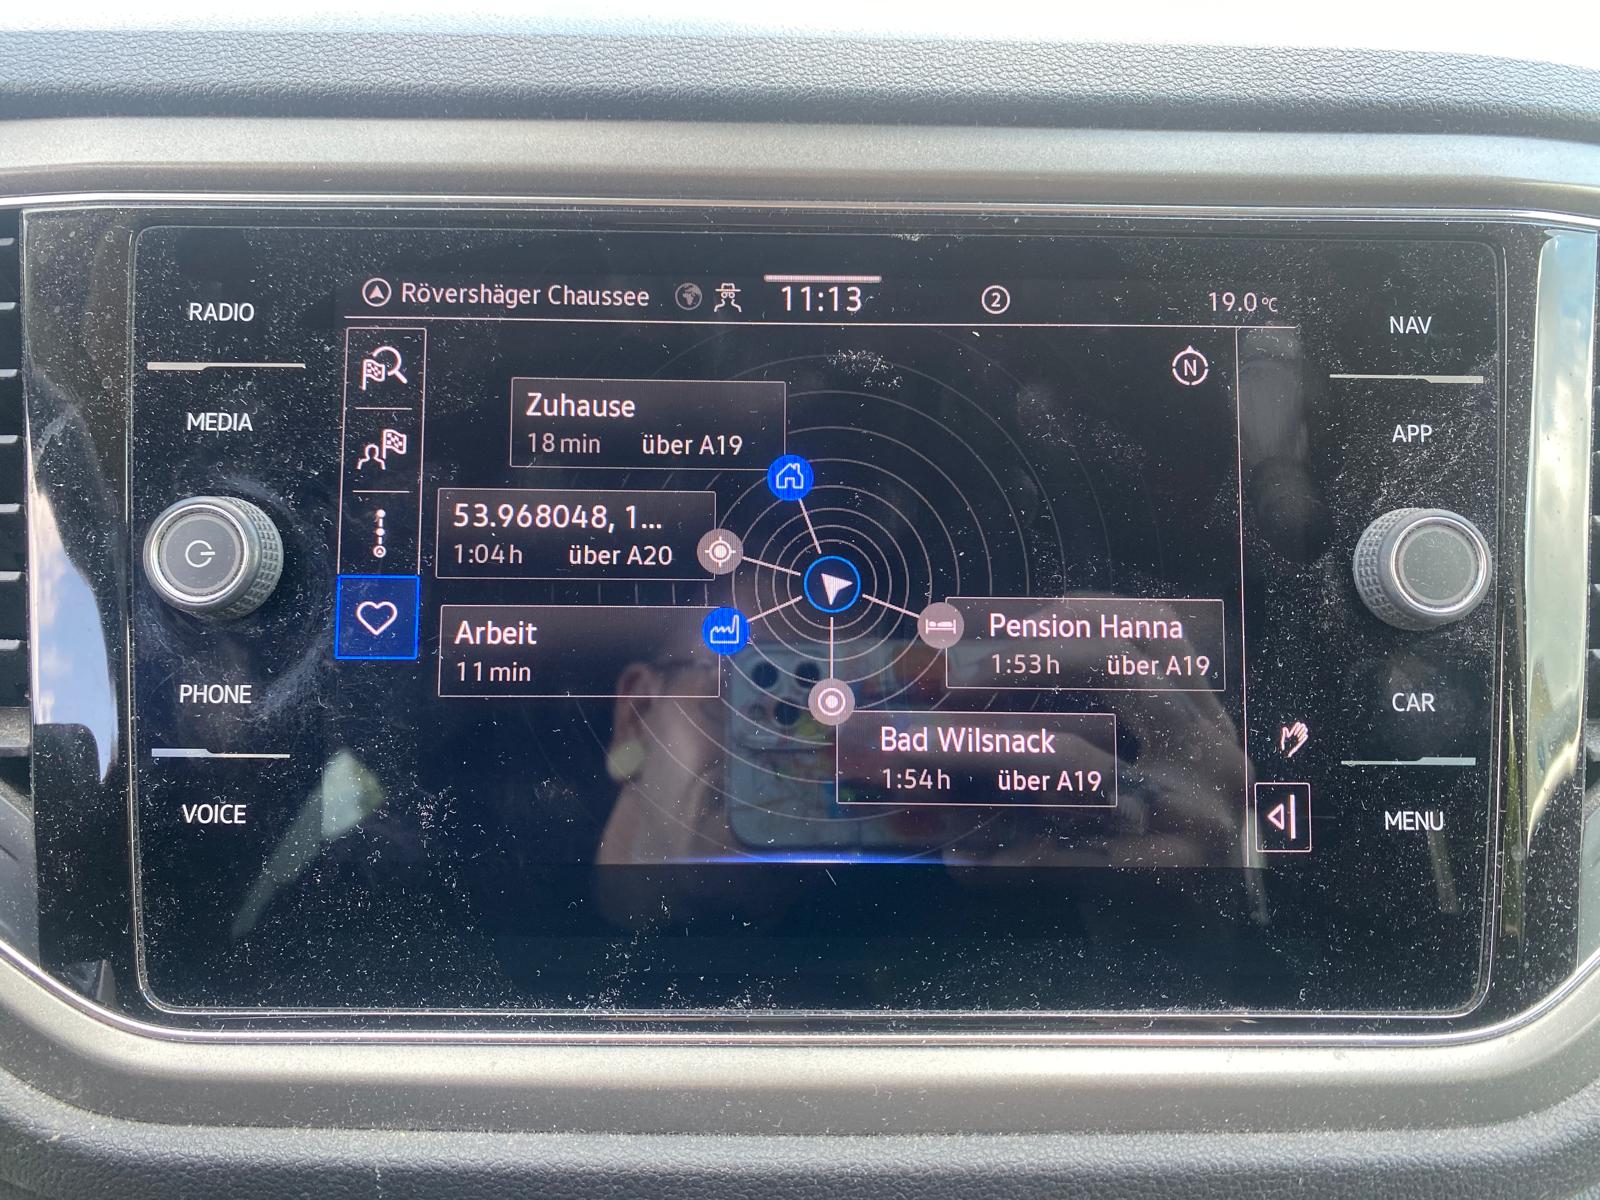 RADIO
MEDIA
PHONE
VOICE
Rövershäger Chaussee
11:13
2
19.0 °C
N
Zuhause
18 min über A19
53.968048, 1...
1:04 h über A20
Arbeit
11 min
Pension Hanna
1:53 h über A19
Bad Wilsnack
1:54 h über A19
NAV
APP
CAR
MENU